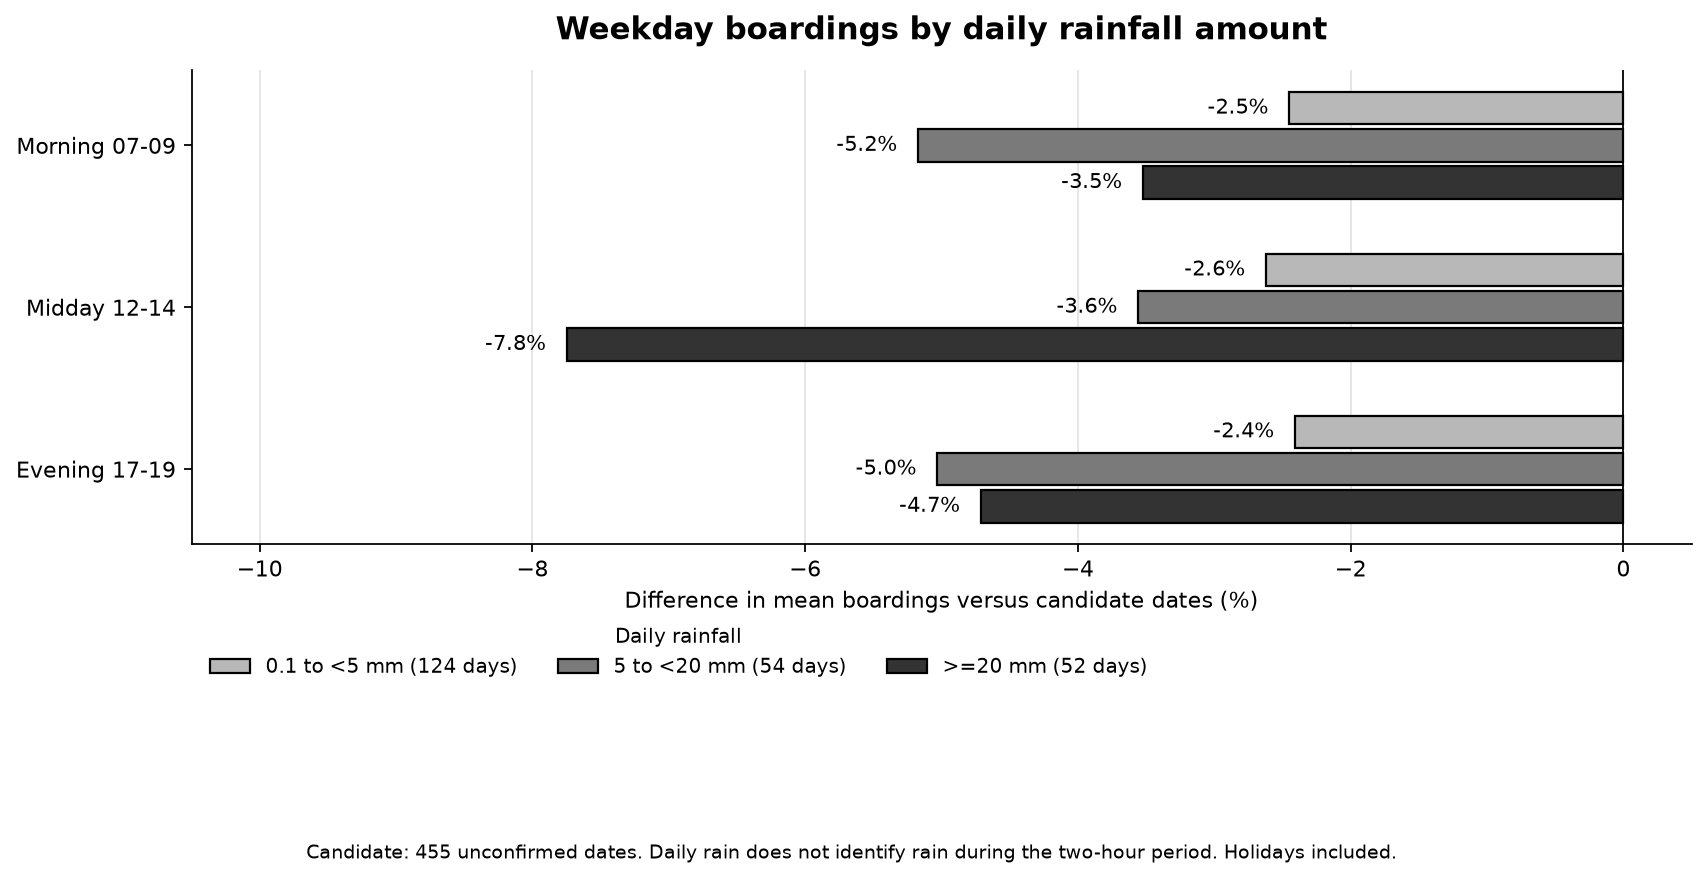 Weekday boardings by daily rainfall amount
Morning 07-09
-2.5%
-5.2%
-3.5%
Midday 12-14
-2.6%
-3.6%
-7.8%
Evening 17-19
-2.4%
-5.0%
-4.7%
−10 −8 −6 −4 −2 0
Difference in mean boardings versus candidate dates (%)
Daily rainfall
0.1 to <5 mm (124 days) 5 to <20 mm (54 days) >=20 mm (52 days)
Candidate: 455 unconfirmed dates. Daily rain does not identify rain during the two-hour period. Holidays included.